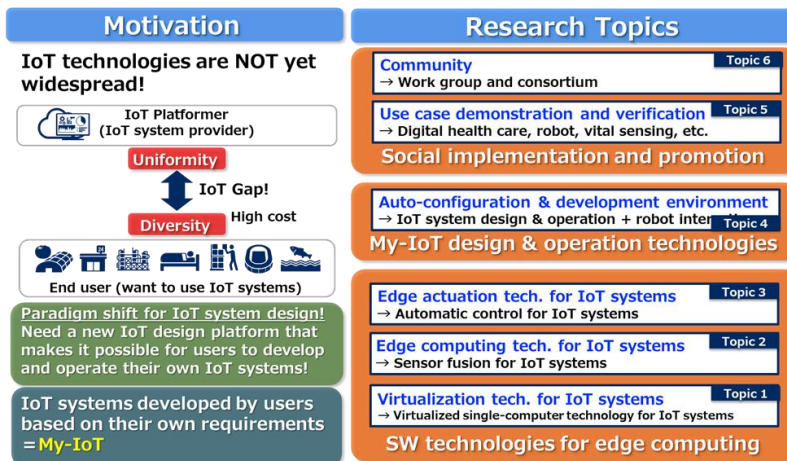 Motivation
IoT technologies are NOT yet
widespread!
IoT Platformer
(IoT system provider)
Uniformity
IoT Gap!
Diversity
High cost
24
End user (want to use IoT systems)
Paradigm shift for IoT system design!
Need a new IoT design platform that
makes it possible for users to develop
and operate their own IoT systems!
IoT systems developed by users
based on their own requirements
=My-IoT
Research Topics
Community
Topic 6
→ Work group and consortium
Use case demonstration and verification
Topic 5
→ Digital health care, robot, vital sensing, etc.
Social implementation and promotion
Auto-configuration & development environment
→ IoT system design & operation + robot
Topic 4
My-IoT design & operation technologies
Edge actuation tech. for IoT systems
Topic 3
→ Automatic control for IoT systems
Edge computing tech. for IoT systems
Topic 2
→ Sensor fusion for IoT systems
Virtualization tech. for IoT systems
Topic 1
→ Virtualized single-computer technology for IoT systems
SW technologies for edge computing